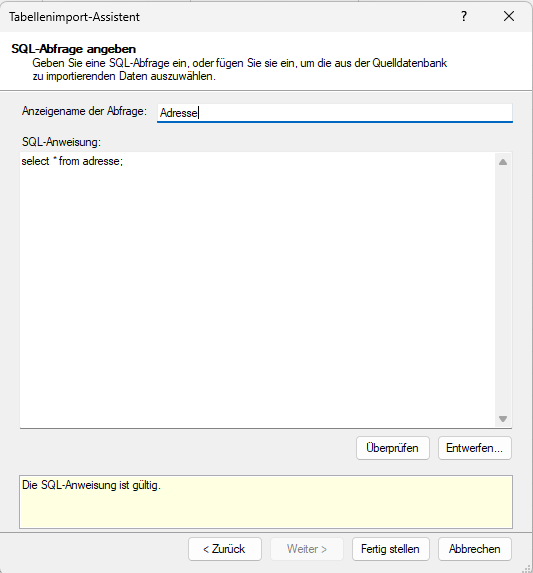 Tabellenimport-Assistent
?
SQL-Abfrage angeben
Geben Sie eine SQL-Abfrage ein, oder fügen Sie sie ein, um die aus der Quelldatenbank
zu importierenden Daten auszuwählen.
Anzeigename der Abfrage: Adresse
SQL-Anweisung:
select * from adresse;
Überprüfen Entwerfen...
Die SQL-Anweisung ist gültig.
< Zurück Weiter > Fertig stellen Abbrechen